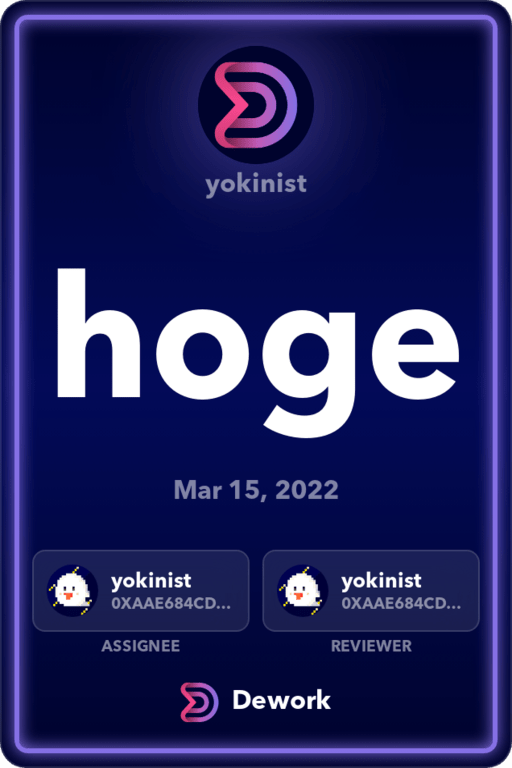 yokinist
hoge
Mar 15, 2022
yokinist
0XAAE684CD...
ASSIGNEE
yokinist
0XAAE684CD...
REVIEWER
Dework